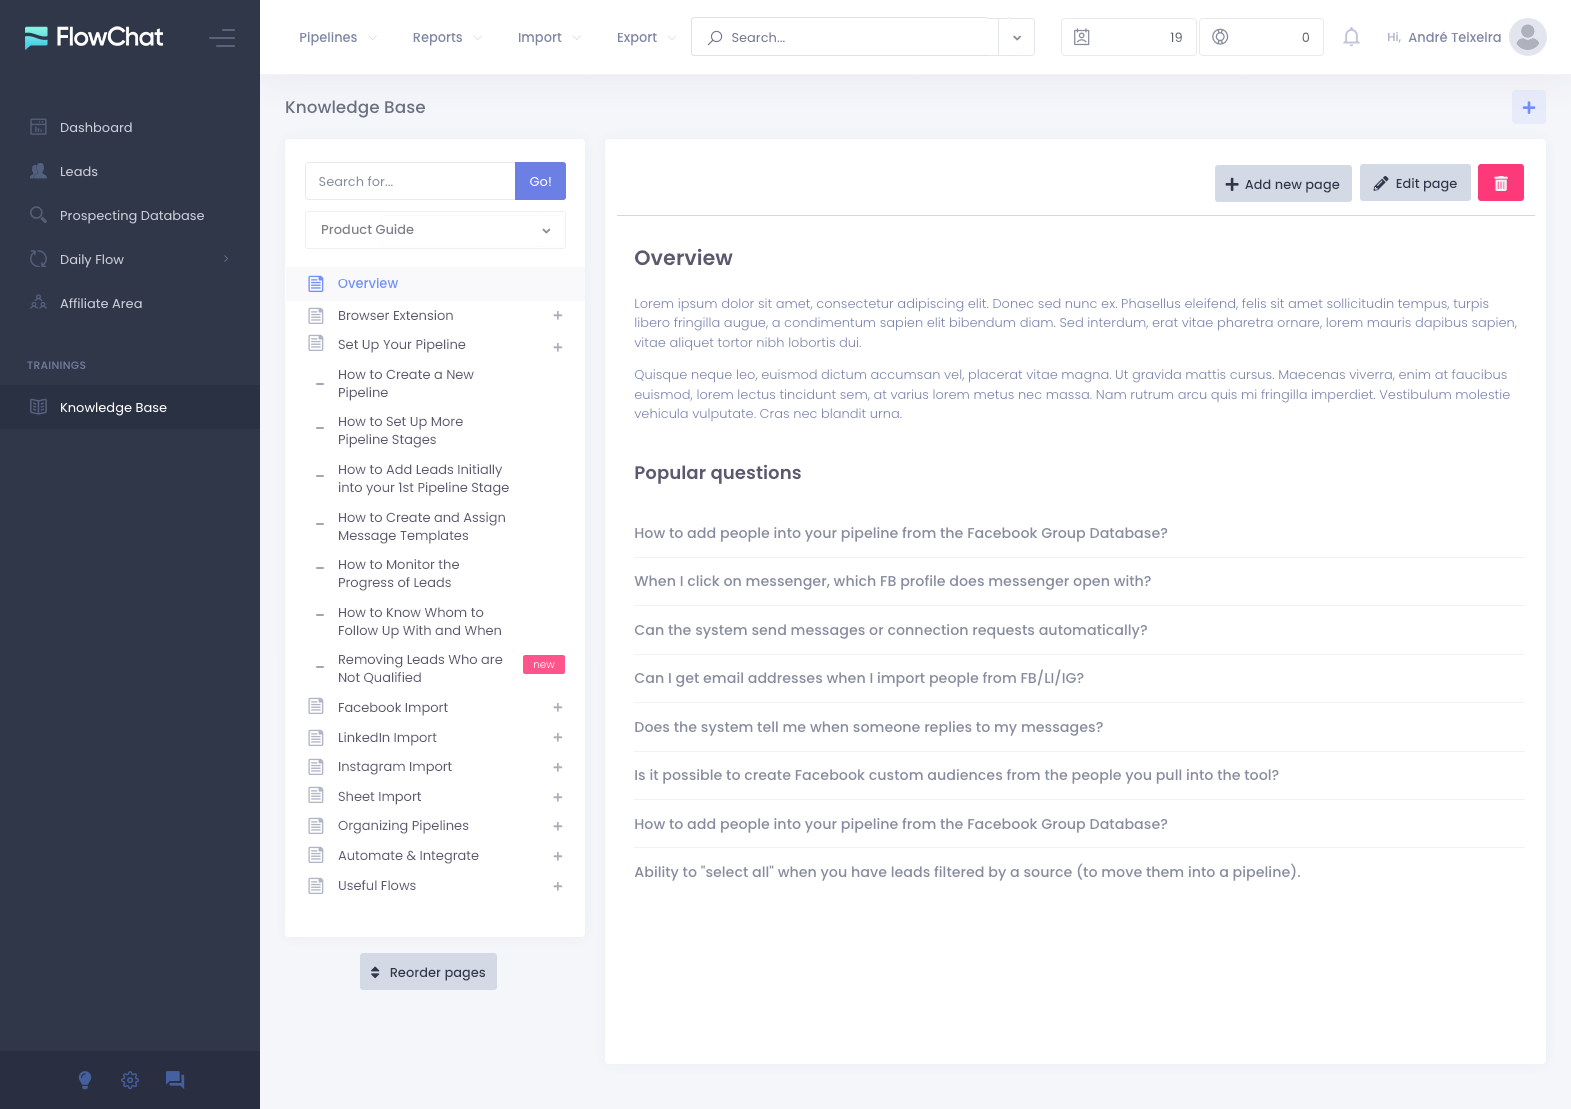 FlowChat
Pipelines
Reports
Import
Export
Search...
19
0
Hi, André Teixeira
Dashboard
Leads
Prospecting Database
Daily Flow
Affiliate Area
TRAININGS
Knowledge Base
Knowledge Base
Search for...
Go!
Product Guide
Overview
Browser Extension
Set Up Your Pipeline
How to Create a New
Pipeline
How to Set Up More
Pipeline Stages
How to Add Leads Initially
into your 1st Pipeline Stage
How to Create and Assign
Message Templates
How to Monitor the
Progress of Leads
How to Know Whom to
Follow Up With and When
Removing Leads Who are
Not Qualified
new
Facebook Import
LinkedIn Import
Instagram Import
Sheet Import
Organizing Pipelines
Automate & Integrate
Useful Flows
Reorder pages
Add new page
Edit page
Overview
Lorem ipsum dolor sit amet, consectetur adipiscing elit. Donec sed nunc ex. Phasellus eleifend, felis sit amet sollicitudin tempus, turpis
libero fringilla augue, a condimentum sapien elit bibendum diam. Sed interdum, erat vitae pharetra ornare, lorem mauris dapibus sapien,
vitae aliquet tortor nibh lobortis dui.
Quisque neque leo, euismod dictum accumsan vel, placerat vitae magna. Ut gravida mattis cursus. Maecenas viverra, enim at faucibus
euismod, lorem lectus tincidunt sem, at varius lorem metus nec massa. Nam rutrum arcu quis mi fringilla imperdiet. Vestibulum molestie
vehicula vulputate. Cras nec blandit urna.
Popular questions
How to add people into your pipeline from the Facebook Group Database?
When I click on messenger, which FB profile does messenger open with?
Can the system send messages or connection requests automatically?
Can I get email addresses when I import people from FB/LI/IG?
Does the system tell me when someone replies to my messages?
Is it possible to create Facebook custom audiences from the people you pull into the tool?
How to add people into your pipeline from the Facebook Group Database?
Ability to "select all" when you have leads filtered by a source (to move them into a pipeline).